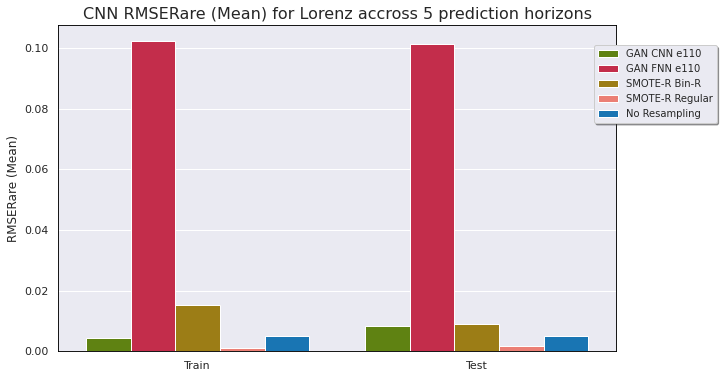 CNN RMSERare (Mean) for Lorenz accross 5 prediction horizons
RMSERare (Mean)
0.10
0.08
0.06
0.04
0.02
0.00
Train
Test
GAN CNN e110
GAN FNN e110
SMOTE-R Bin-R
SMOTE-R Regular
No Resampling